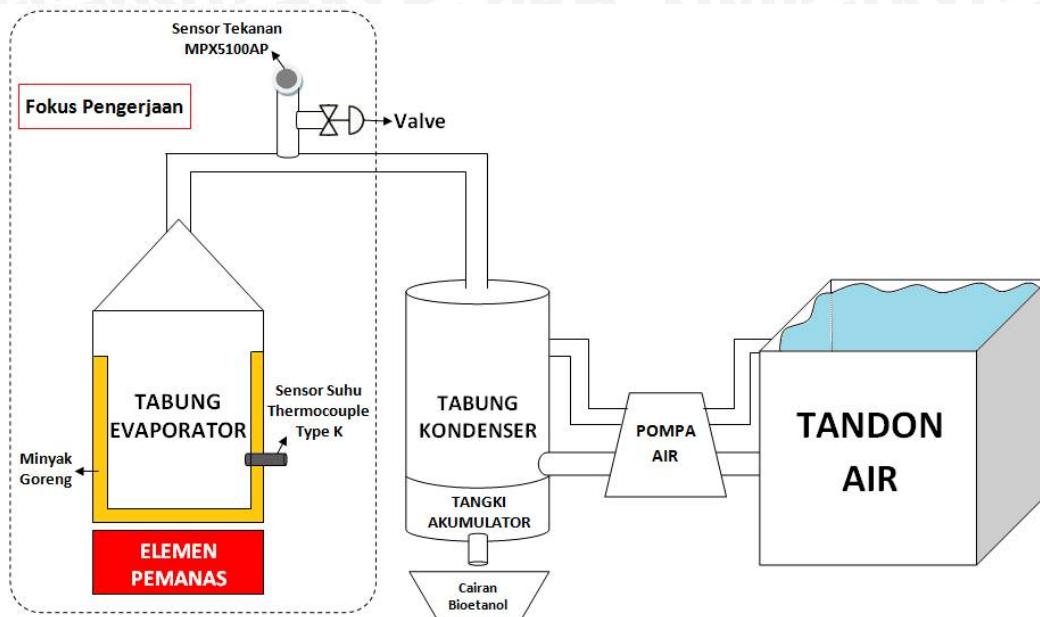 Sensor Tekanan
MPX5100AP
Fokus Pengerjaan
Valve
TABUNG
EVAPORATOR
Sensor Suhu
Thermocouple
Type K
Minyak
Goreng
ELEMEN
PEMANAS
TABUNG
KONDENSER
TANGKI
AKUMULATOR
Cairan
Bioetanol
POMPA
AIR
TANDON
AIR